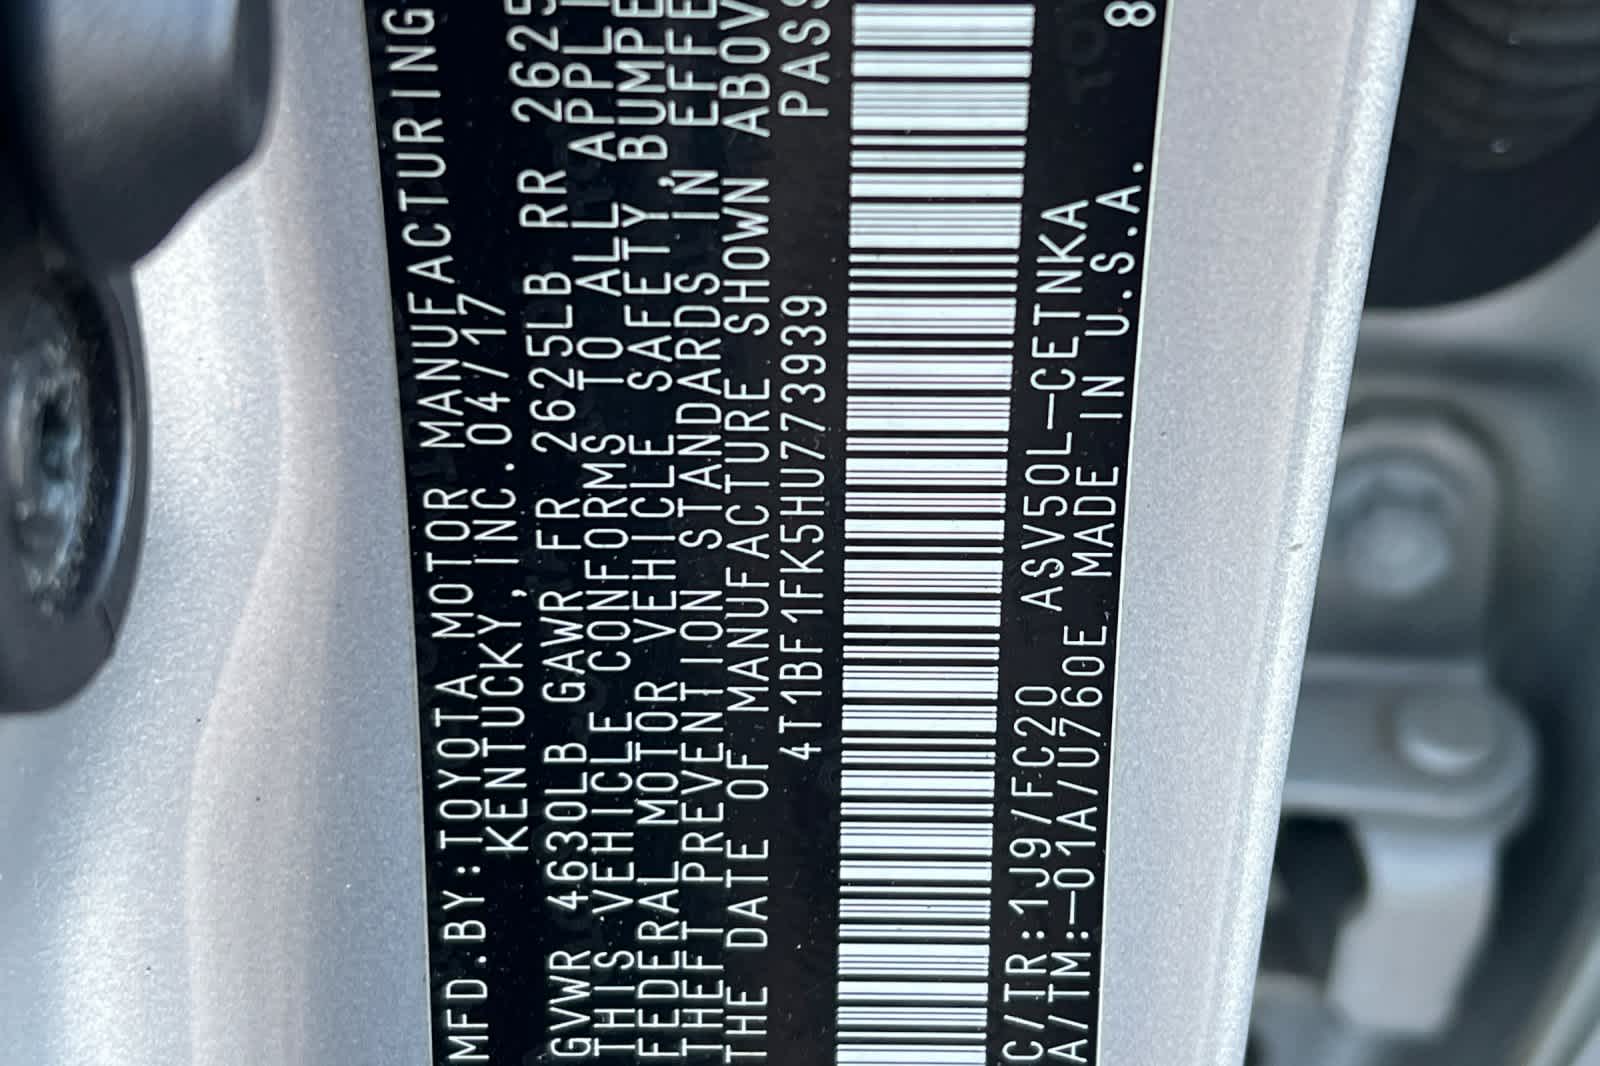 MFD.BY:TOYOTA MOTOR MANUFACTURING
KENTUCKY,INC.04/17
GVWR 4630LB GAWR FR 2625LB RR 2625
THIS VEHICLE CONFORMS TO ALL APPLI
FEDERAL MOTOR VEHICLE SAFETY, BUMPE
THEFT PREVENTION STANDARDS IN EFFE
THE DATE OF MANUFACTURE SHOWN ABOV
4T1BF1FK5HU773939 PASS
C/TR:1J9/FC20 ASV50L-CETNKA
A/TM:-01A/U760E MADE IN U.S.A. 8